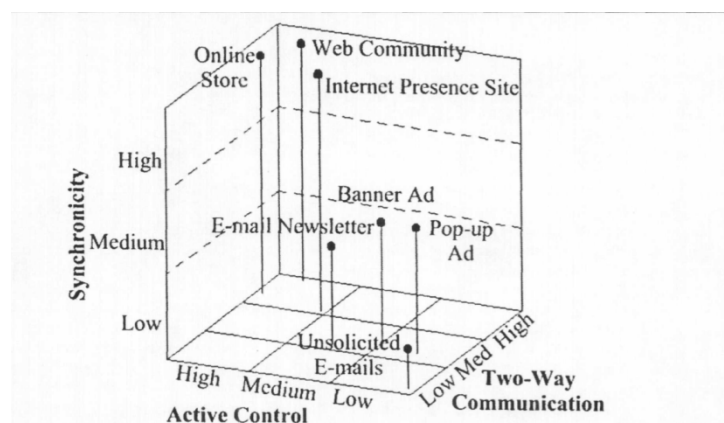 Online
Store
Web Community
Internet Presence Site
High
Banner Ad
E-mail Newsletter
Pop-up
Ad
Medium
Synchronicity
Low
Unsolicited
E-mails
High
Medium
Low
Active Control
Low Med High
Two-Way
Communication